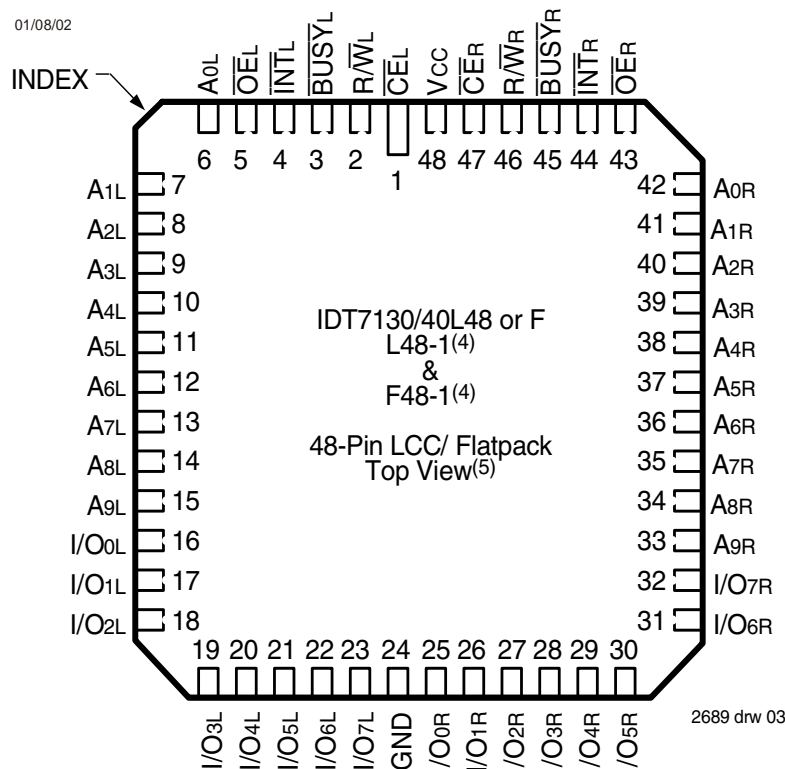 01/08/02
INDEX
A0L
OEL
INTL
BUSYL
R/WL
CEL
VCC
CER
R/WR
BUSYR
INTR
OER
6
5
4
3
2
1
48
47
46
45
44
43
A1L 7
A2L 8
A3L 9
A4L 10
A5L 11
A6L 12
A7L 13
A8L 14
A9L 15
I/O0L 16
I/O1L 17
I/O2L 18
42 A0R
41 A1R
40 A2R
39 A3R
38 A4R
37 A5R
36 A6R
35 A7R
34 A8R
33 A9R
32 I/O7R
31 I/O6R
IDT7130/40L48 or F
L48-1(4)
&
F48-1(4)
48-Pin LCC/ Flatpack
Top View(5)
19
20
21
22
23
24
25
26
27
28
29
30
I/O3L
I/O4L
I/O5L
I/O6L
I/O7L
GND
/O0R
I/O1R
/O2R
/O3R
/O4R
/O5R
2689 drw 03